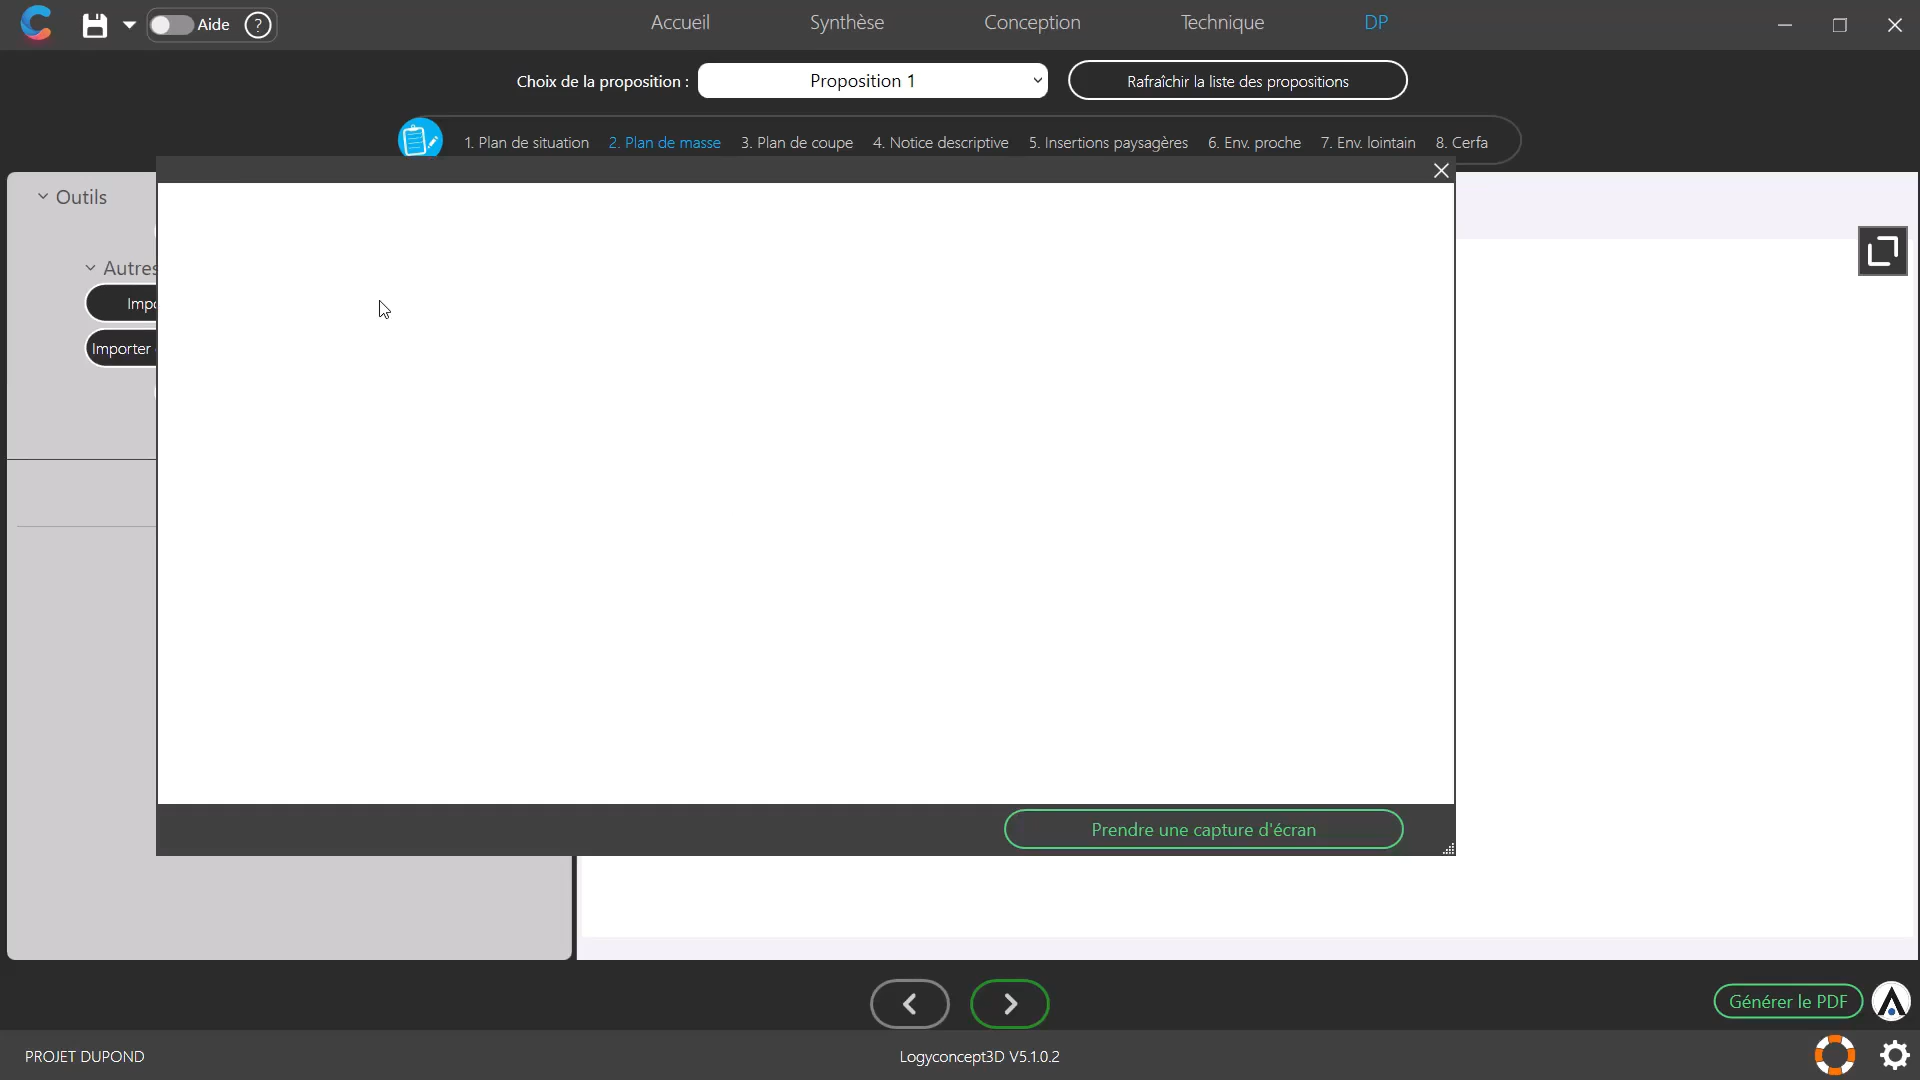 Aide ?
Accueil Synthèse Conception Technique DP
Choix de la proposition : Proposition 1 Rafraîchir la liste des propositions
1. Plan de situation 2. Plan de masse 3. Plan de coupe 4. Notice descriptive 5. Insertions paysagères 6. Env. proche 7. Env. lointain 8. Cerfa
Outils
Autres
Impo
Importer
Prendre une capture d'écran
Générer le PDF
PROJET DUPOND
Logyconcept3D V5.1.0.2